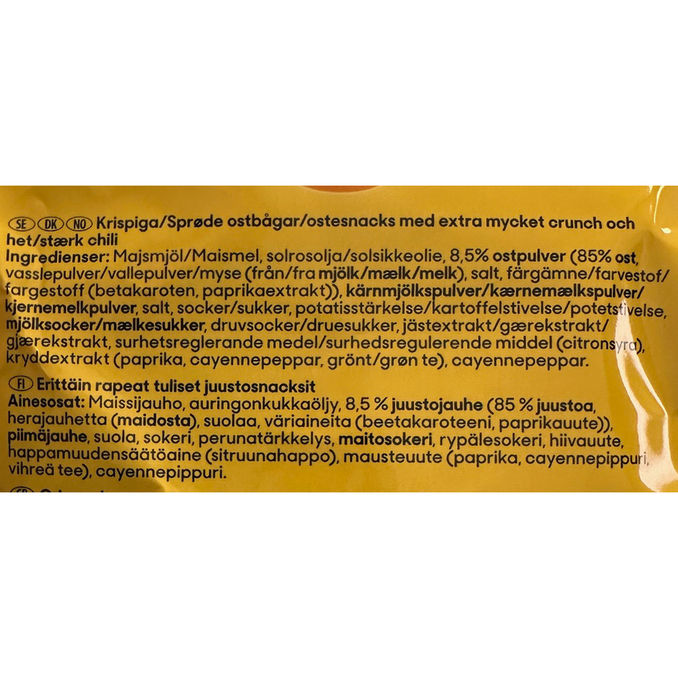 SE DK NO Krispiga/Sprøde ostbågar/ostesnacks med extra mycket crunch och
het/stærk chili
Ingredienser: Majsmjöl/Maismel, solrosolja/solsikkeolie, 8,5% ostpulver (85% ost,
vasslepulver/vallepulver/myse (från/fra mjölk/mælk/melk), salt, färgämne/farvestof/
fargestoff (betakaroten, paprikaextrakt)), kärnmjölkspulver/kærnemælkspulver/
kjernemelkpulver, salt, socker/sukker, potatisstärkelse/kartoffelstivelse/potetstivelse,
mjölksocker/mælkesukker, druvsocker/druesukker, jästextrakt/gærekstrakt/
gjærekstrakt, surhetsreglerande medel/surhedsregulerende middel (citronsyra),
kryddextrakt (paprika, cayennepeppar, grönt/grøn te), cayennepeppar.
FI Erittäin rapeat tuliset juustosnacksit
Ainesosat: Maissijauho, auringonkukkaöljy, 8,5 % juustojauhe (85 % juustoa,
herajauhetta (maidosta), suolaa, väriaineita (beetakaroteeni, paprikauute)),
piimäjauhe, suola, sokeri, perunatärkkelys, maitosokeri, rypälesokeri, hiivauute,
happamuudensäätöaine (sitruunahappo), mausteuute (paprika, cayennepippuri,
vihreä tee), cayennepippuri.